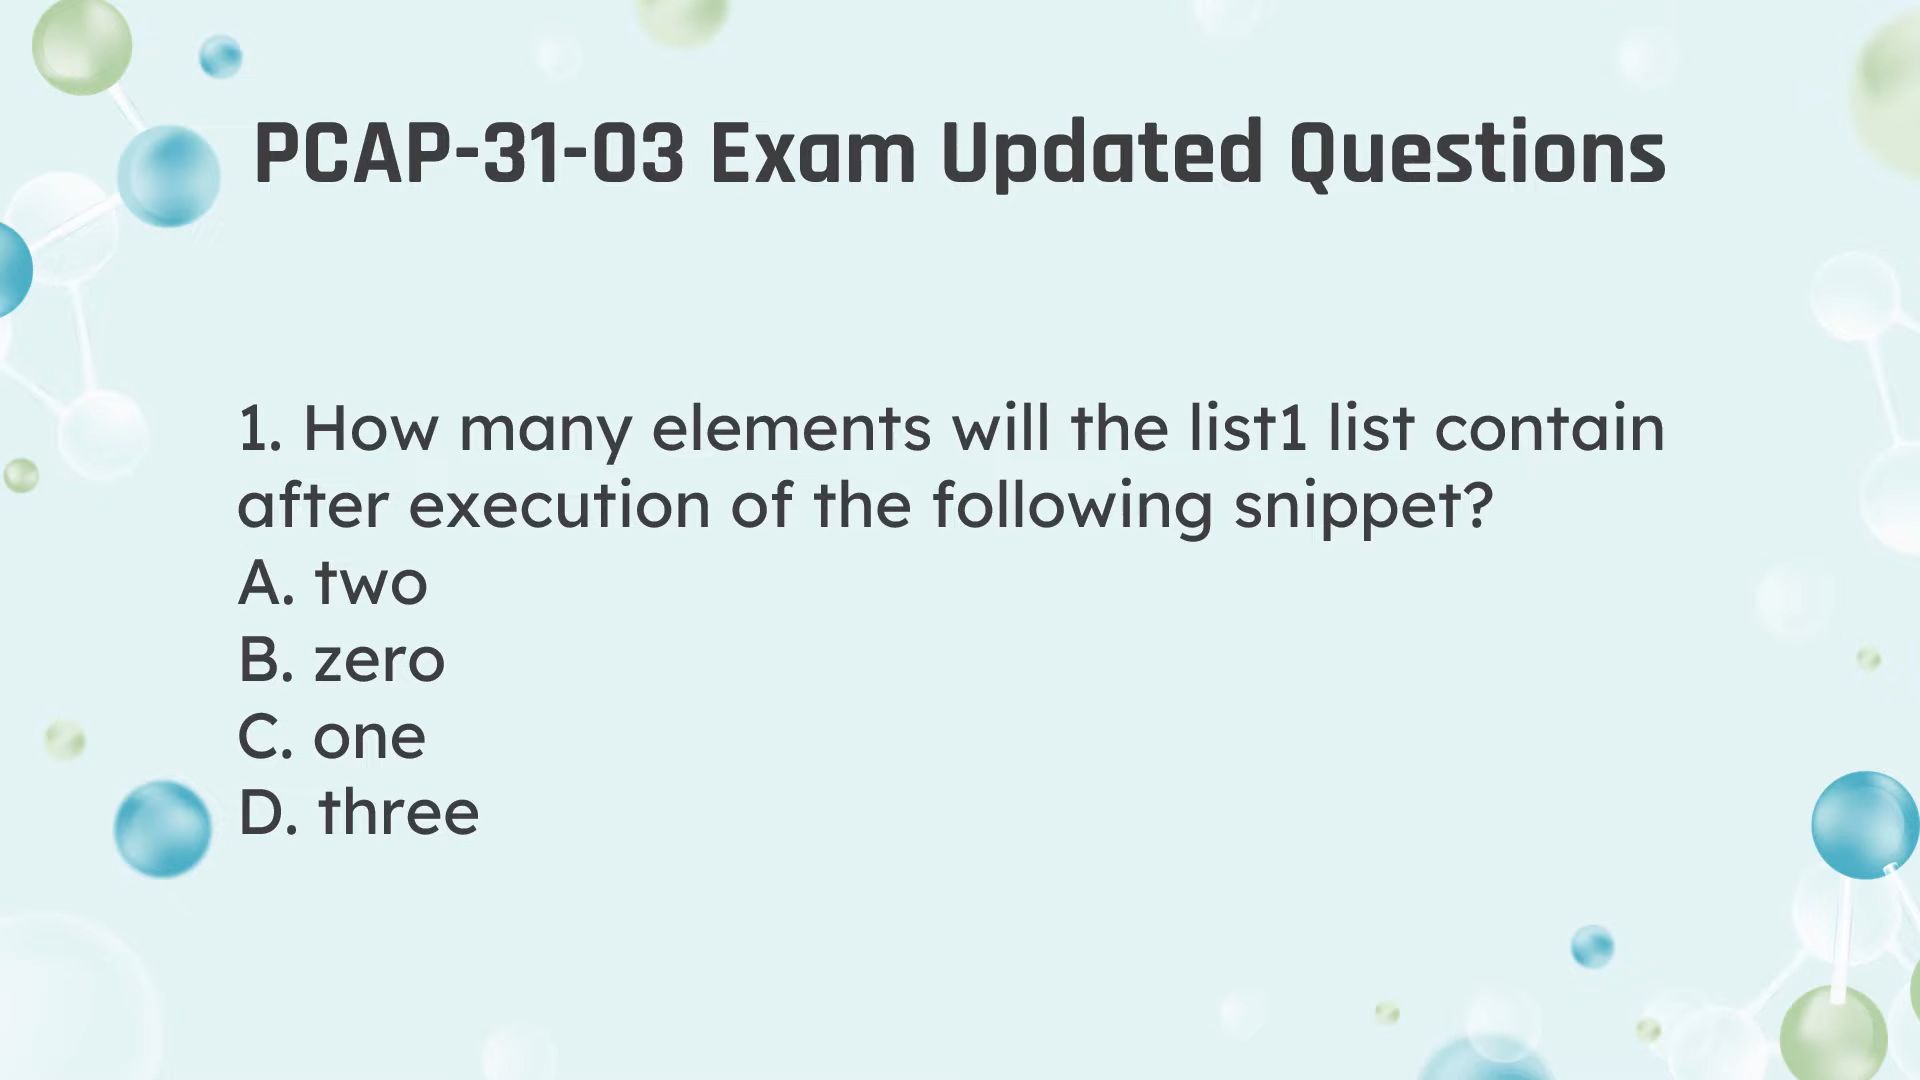 PCAP-31-03 Exam Updated Questions
1. How many elements will the list1 list contain
after execution of the following snippet?
A. two
B. zero
C. one
D. three